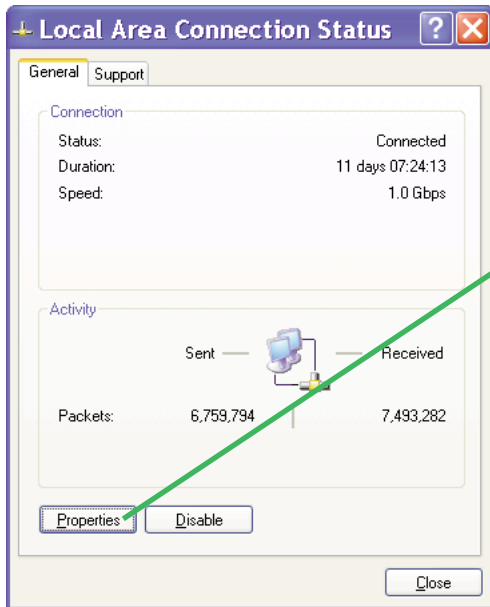 Local Area Connection Status
General Support
Connection
Status: Connected
Duration: 11 days 07:24:13
Speed: 1.0 Gbps
Activity
Sent Received
Packets: 6,759,794 7,493,282
Properties Disable
Close